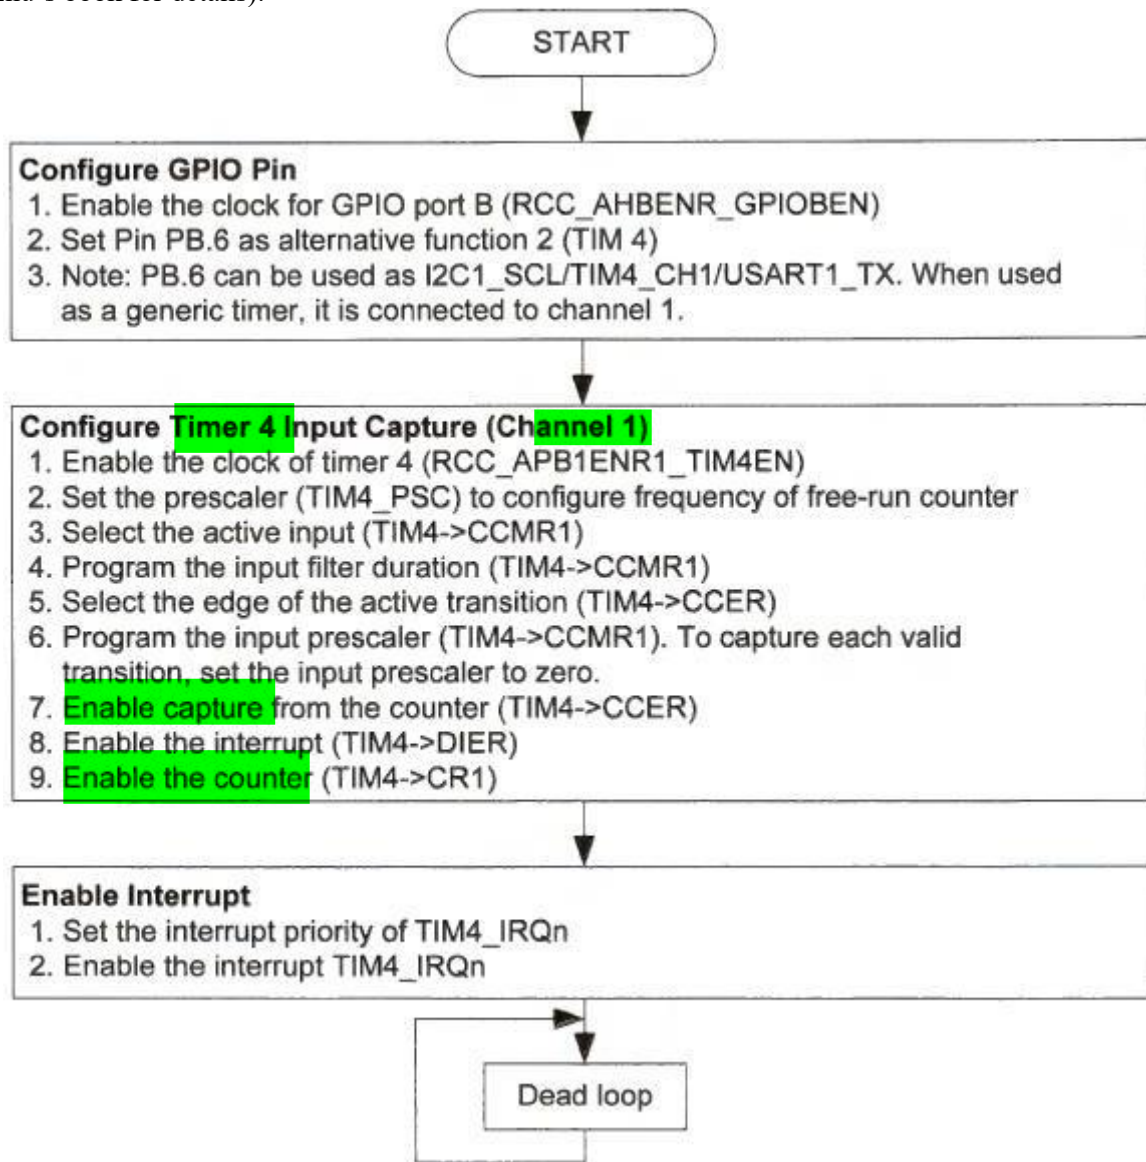 book for details).
START
Configure GPIO Pin
1. Enable the clock for GPIO port B (RCC_AHBENR_GPIOBEN)
2. Set Pin PB.6 as alternative function 2 (TIM 4)
3. Note: PB.6 can be used as I2C1_SCL/TIM4_CH1/USART1_TX. When used
as a generic timer, it is connected to channel 1.
Configure Timer 4 Input Capture (Channel 1)
1. Enable the clock of timer 4 (RCC_APB1ENR1_TIM4EN)
2. Set the prescaler (TIM4_PSC) to configure frequency of free-run counter
3. Select the active input (TIM4->CCMR1)
4. Program the input filter duration (TIM4->CCMR1)
5. Select the edge of the active transition (TIM4->CCER)
6. Program the input prescaler (TIM4->CCMR1). To capture each valid
transition, set the input prescaler to zero.
7. Enable capture from the counter (TIM4->CCER)
8. Enable the interrupt (TIM4->DIER)
9. Enable the counter (TIM4->CR1)
Enable Interrupt
1. Set the interrupt priority of TIM4_IRQn
2. Enable the interrupt TIM4_IRQn
Dead loop